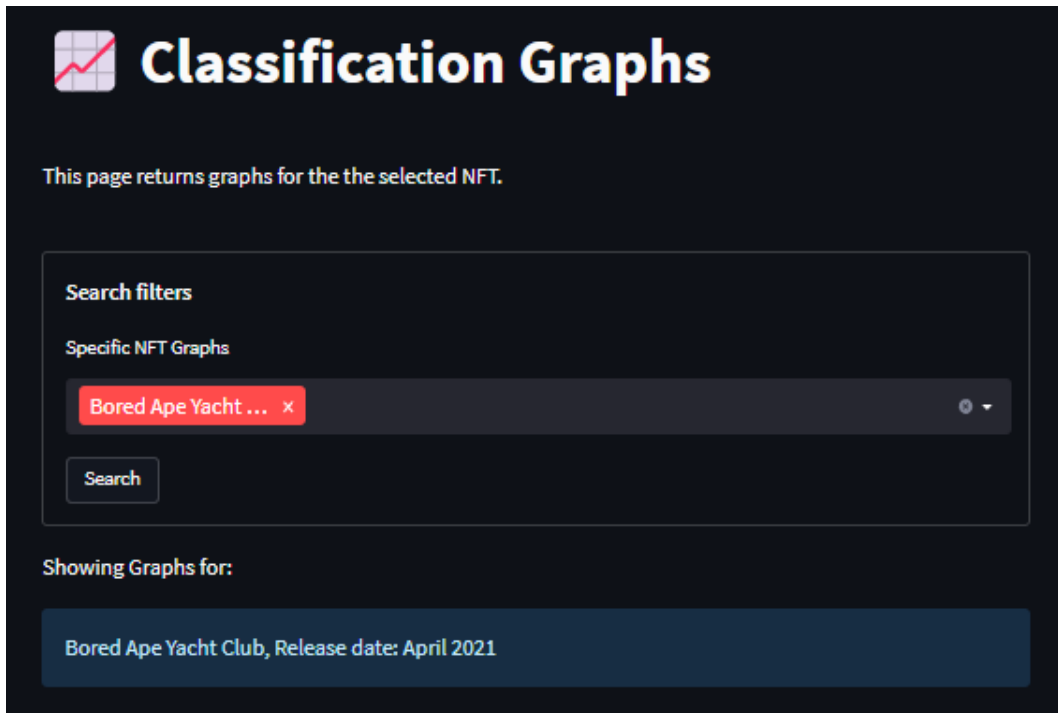 Classification Graphs
This page returns graphs for the the selected NFT.
Search filters
Specific NFT Graphs
Bored Ape Yacht ... ×
Search
Showing Graphs for:
Bored Ape Yacht Club, Release date: April 2021